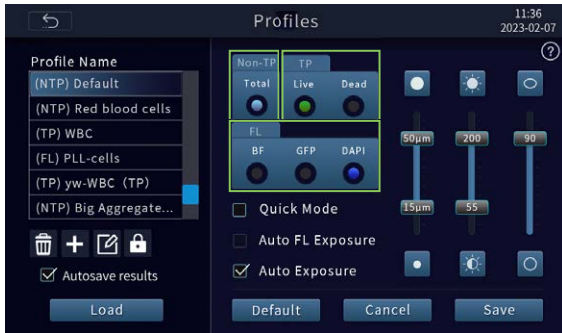 Profiles
11:36
2023-02-07
?
Profile Name
(NTP) Default
(NTP) Red blood cells
(TP) WBC
(FL) PLL-cells
(TP) yw-WBC（TP）
(NTP) Big Aggregate...
Autosave results
Load
Non-TP TP
Total Live Dead
FL
BF GFP DAPI
Quick Mode
Auto FL Exposure
Auto Exposure
50μm 200 90
15μm 55
Default Cancel Save